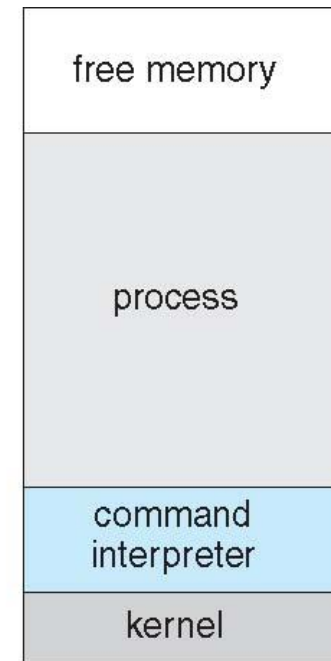 free memory
process
command
interpreter
kernel